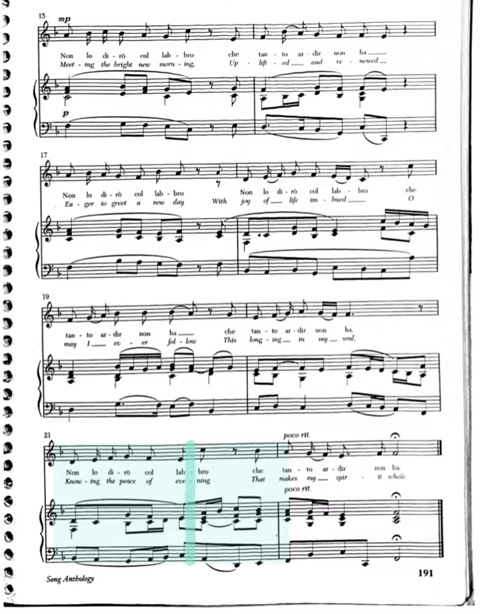 15
mp
Non lo di - rò col lab - bro che tan - to ar - dir non ha
Meet - ing the bright new morn - ing, Up - lift - ed and re - newed
p
17
Non lo di - rò col lab - bro Non lo di - rò col lab - bro che
Ea - ger to greet a new day With joy of life im - bued O
19
tan - to ar - dir non ha che tan - to ar - dir non ha.
may I ev - er fol - low This long - ing in my soul,
21
poco rit.
Non lo di - rò col lab - bro che tan - to ar - dir non ha.
Know - ing the peace of eve - ning That makes my spir - it whole.
poco rit.
Song Anthology
191